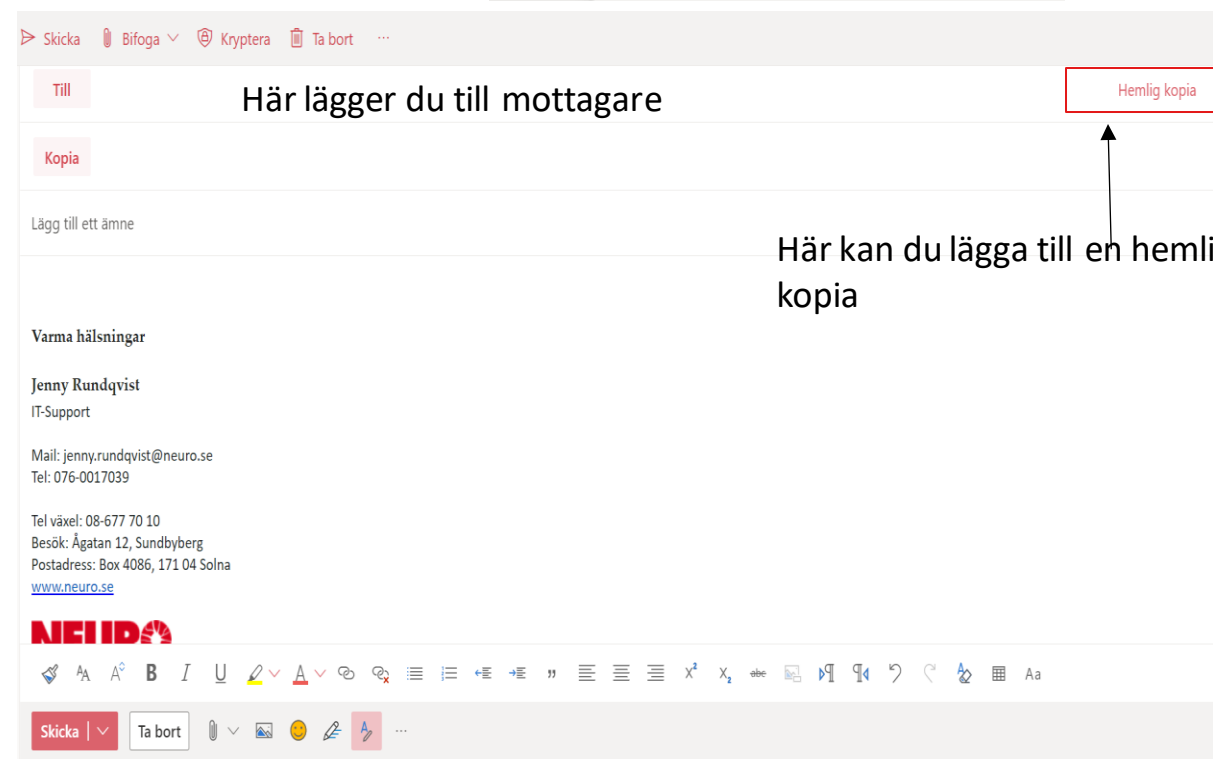 Skicka Bifoga Kryptera Ta bort ...
Till Här lägger du till mottagare Hemlig kopia
Kopia
Lägg till ett ämne
Här kan du lägga till en hemli
kopia
Varma hälsningar
Jenny Rundqvist
IT-Support
Mail: jenny.rundqvist@neuro.se
Tel: 076-0017039
Tel växel: 08-677 70 10
Besök: Ågatan 12, Sundbyberg
Postadress: Box 4086, 171 04 Solna
www.neuro.se
NEURO
B I U A abc Aa
Skicka Ta bort ...